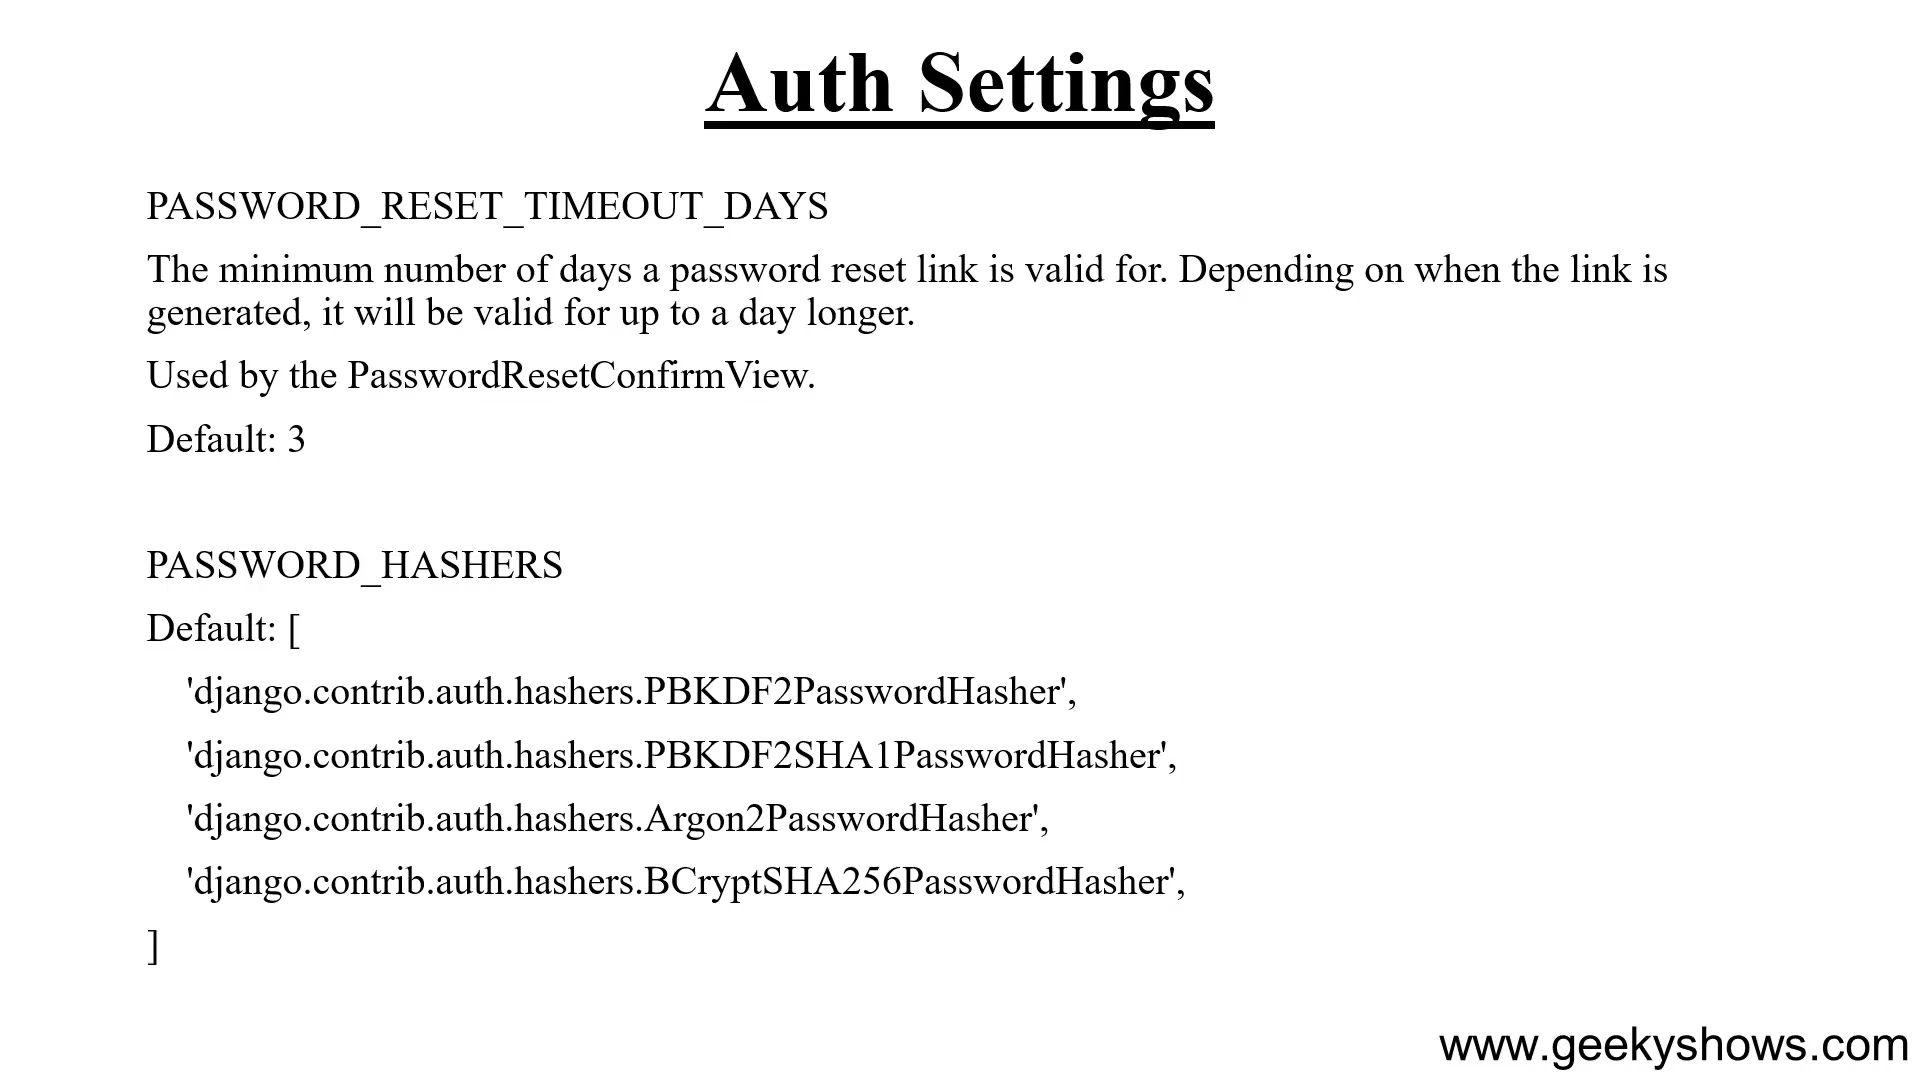 Auth Settings
PASSWORD_RESET_TIMEOUT_DAYS
The minimum number of days a password reset link is valid for. Depending on when the link is
generated, it will be valid for up to a day longer.
Used by the PasswordResetConfirmView.
Default: 3
PASSWORD_HASHERS
Default: [
'django.contrib.auth.hashers.PBKDF2PasswordHasher',
'django.contrib.auth.hashers.PBKDF2SHA1PasswordHasher',
'django.contrib.auth.hashers.Argon2PasswordHasher',
'django.contrib.auth.hashers.BCryptSHA256PasswordHasher',
]
www.geekyshows.com